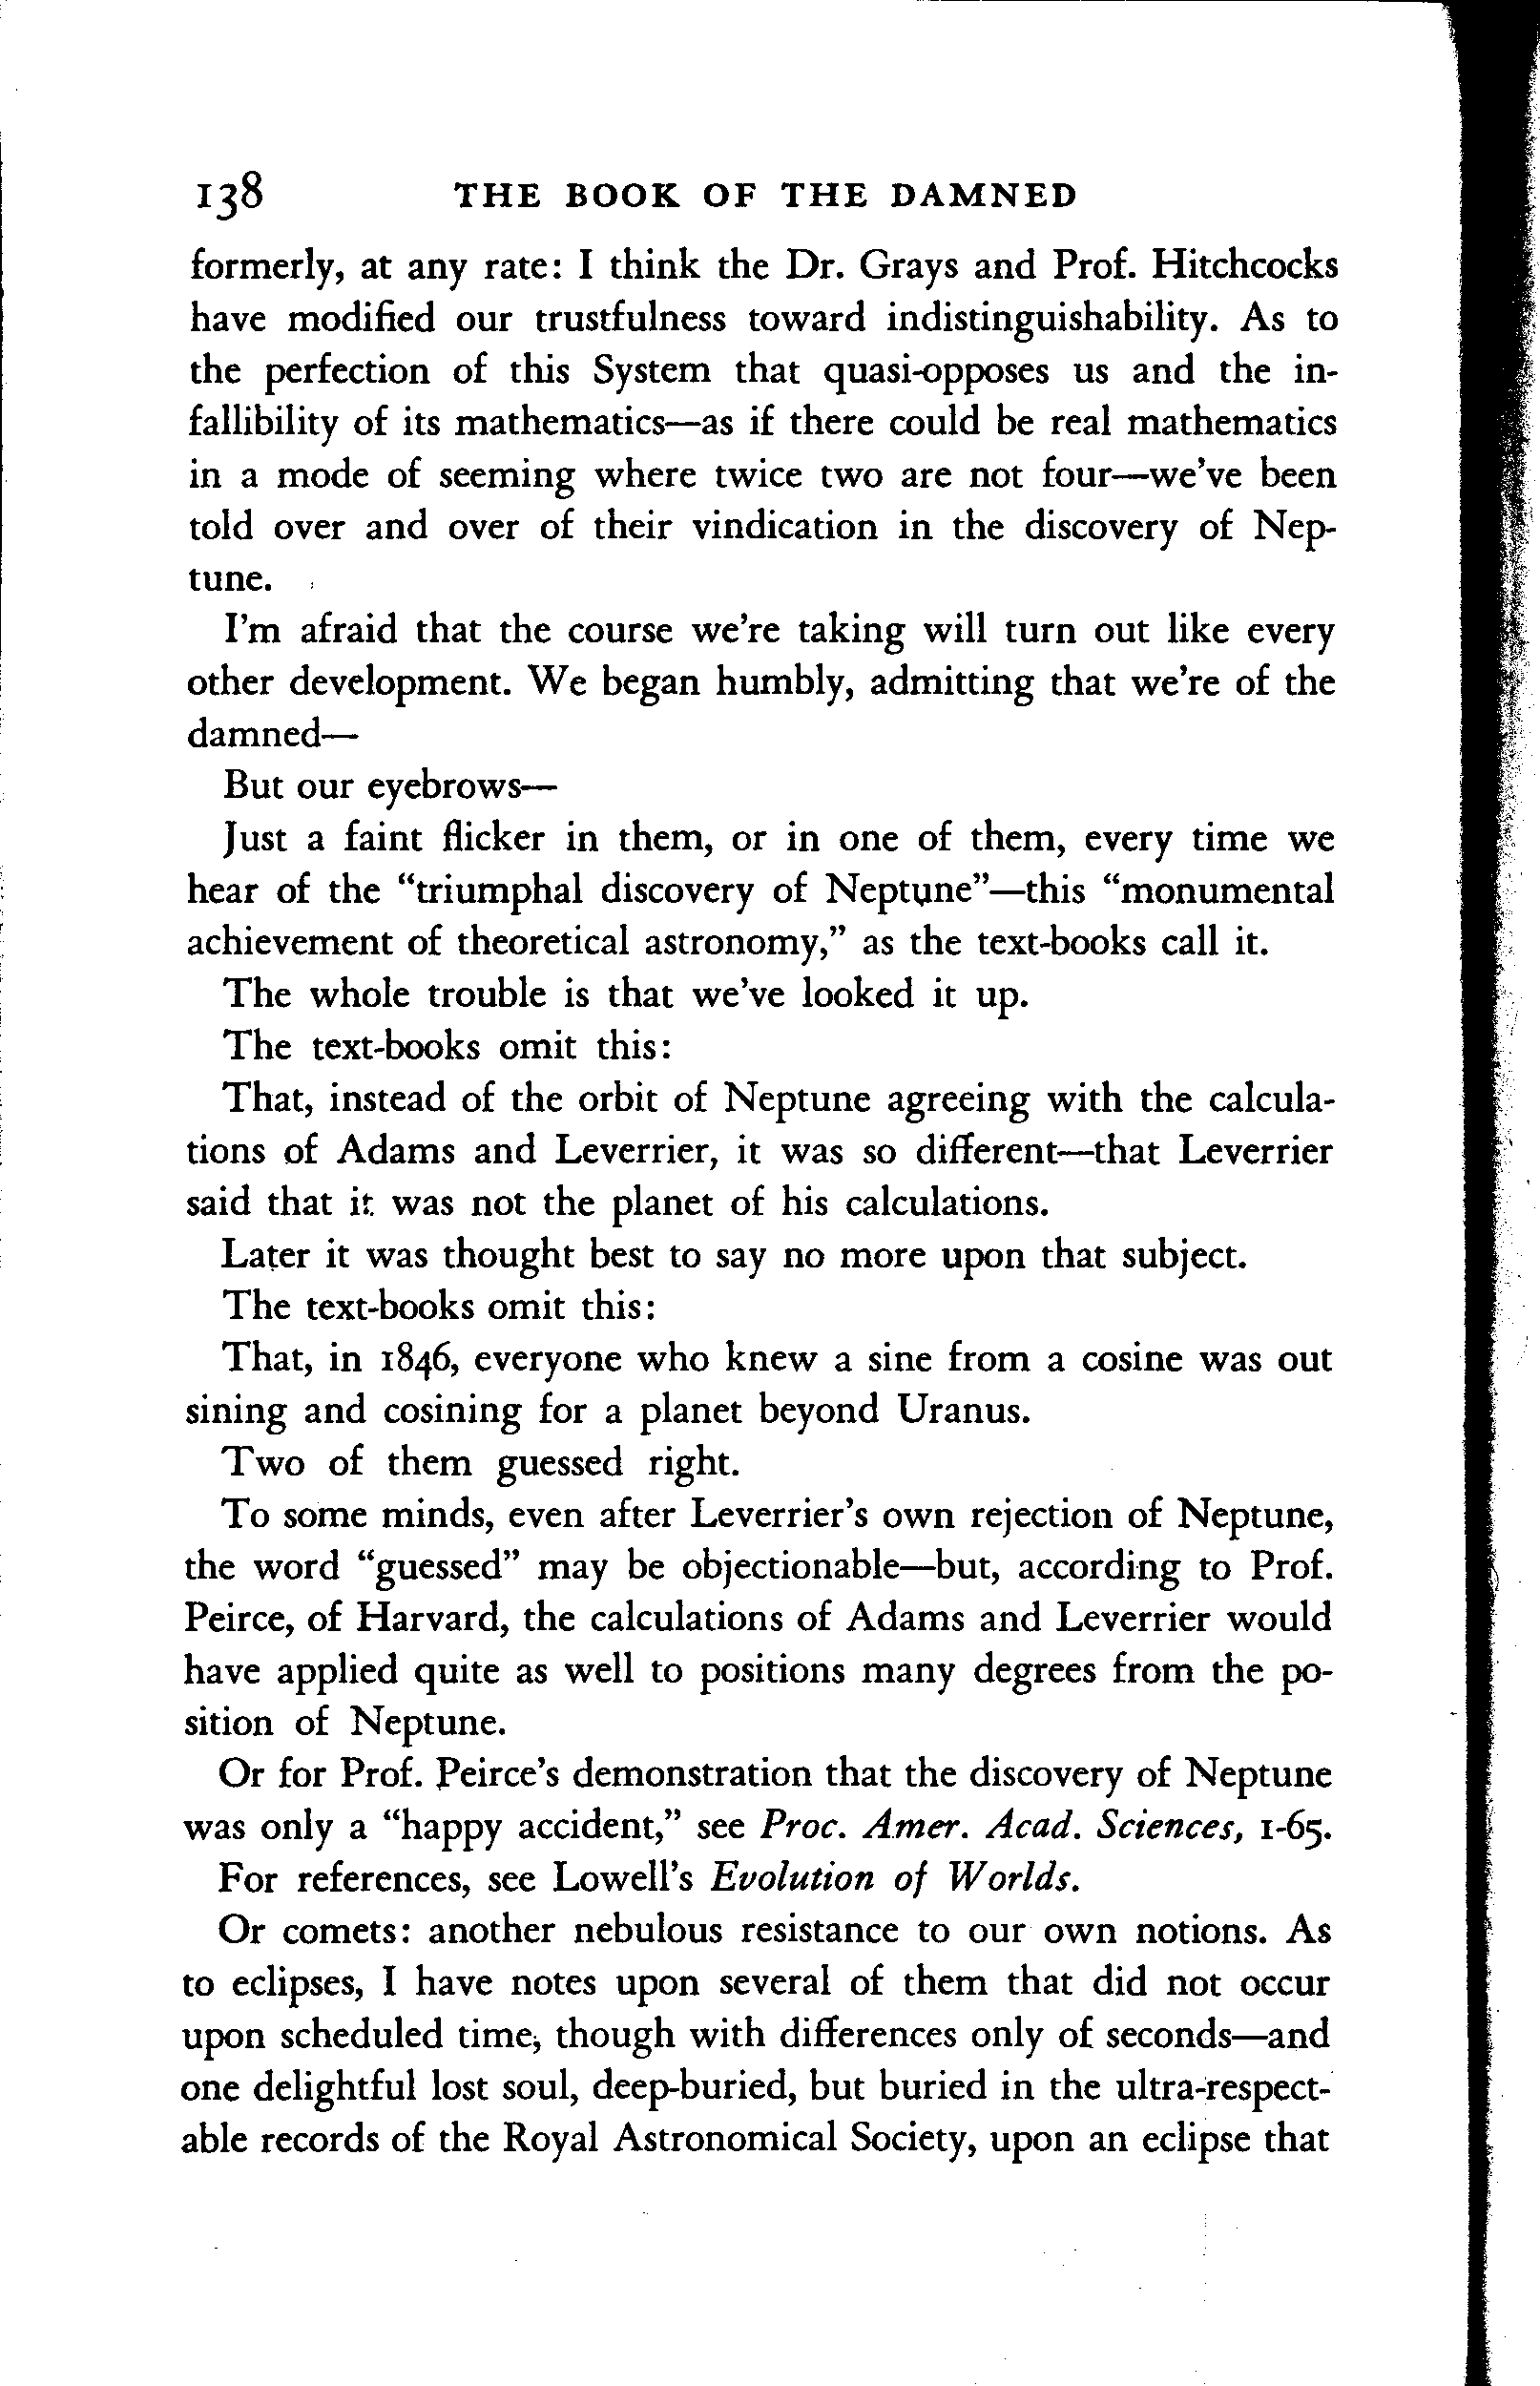 138 THE BOOK OF THE DAMNED
formerly, at any rate: I think the Dr. Grays and Prof. Hitchcocks
have modified our trustfulness toward indistinguishability. As to
the perfection of this System that quasi-opposes us and the in-
fallibility of its mathematics—as if there could be real mathematics
in a mode of seeming where twice two are not four—we've been
told over and over of their vindication in the discovery of Nep-
tune.
I'm afraid that the course we're taking will turn out like every
other development. We began humbly, admitting that we're of the
damned—
But our eyebrows—
Just a faint flicker in them, or in one of them, every time we
hear of the “triumphal discovery of Neptune”—this “monumental
achievement of theoretical astronomy,” as the text-books call it.
The whole trouble is that we've looked it up.
The text-books omit this:
That, instead of the orbit of Neptune agreeing with the calcula-
tions of Adams and Leverrier, it was so different—that Leverrier
said that it was not the planet of his calculations.
Later it was thought best to say no more upon that subject.
The text-books omit this:
That, in 1846, everyone who knew a sine from a cosine was out
sining and cosining for a planet beyond Uranus.
Two of them guessed right.
To some minds, even after Leverrier's own rejection of Neptune,
the word “guessed” may be objectionable—but, according to Prof.
Peirce, of Harvard, the calculations of Adams and Leverrier would
have applied quite as well to positions many degrees from the po-
sition of Neptune.
Or for Prof. Peirce's demonstration that the discovery of Neptune
was only a “happy accident,” see Proc. Amer. Acad. Sciences, 1-65.
For references, see Lowell's Evolution of Worlds.
Or comets: another nebulous resistance to our own notions. As
to eclipses, I have notes upon several of them that did not occur
upon scheduled time, though with differences only of seconds—and
one delightful lost soul, deep-buried, but buried in the ultra-respect-
able records of the Royal Astronomical Society, upon an eclipse that